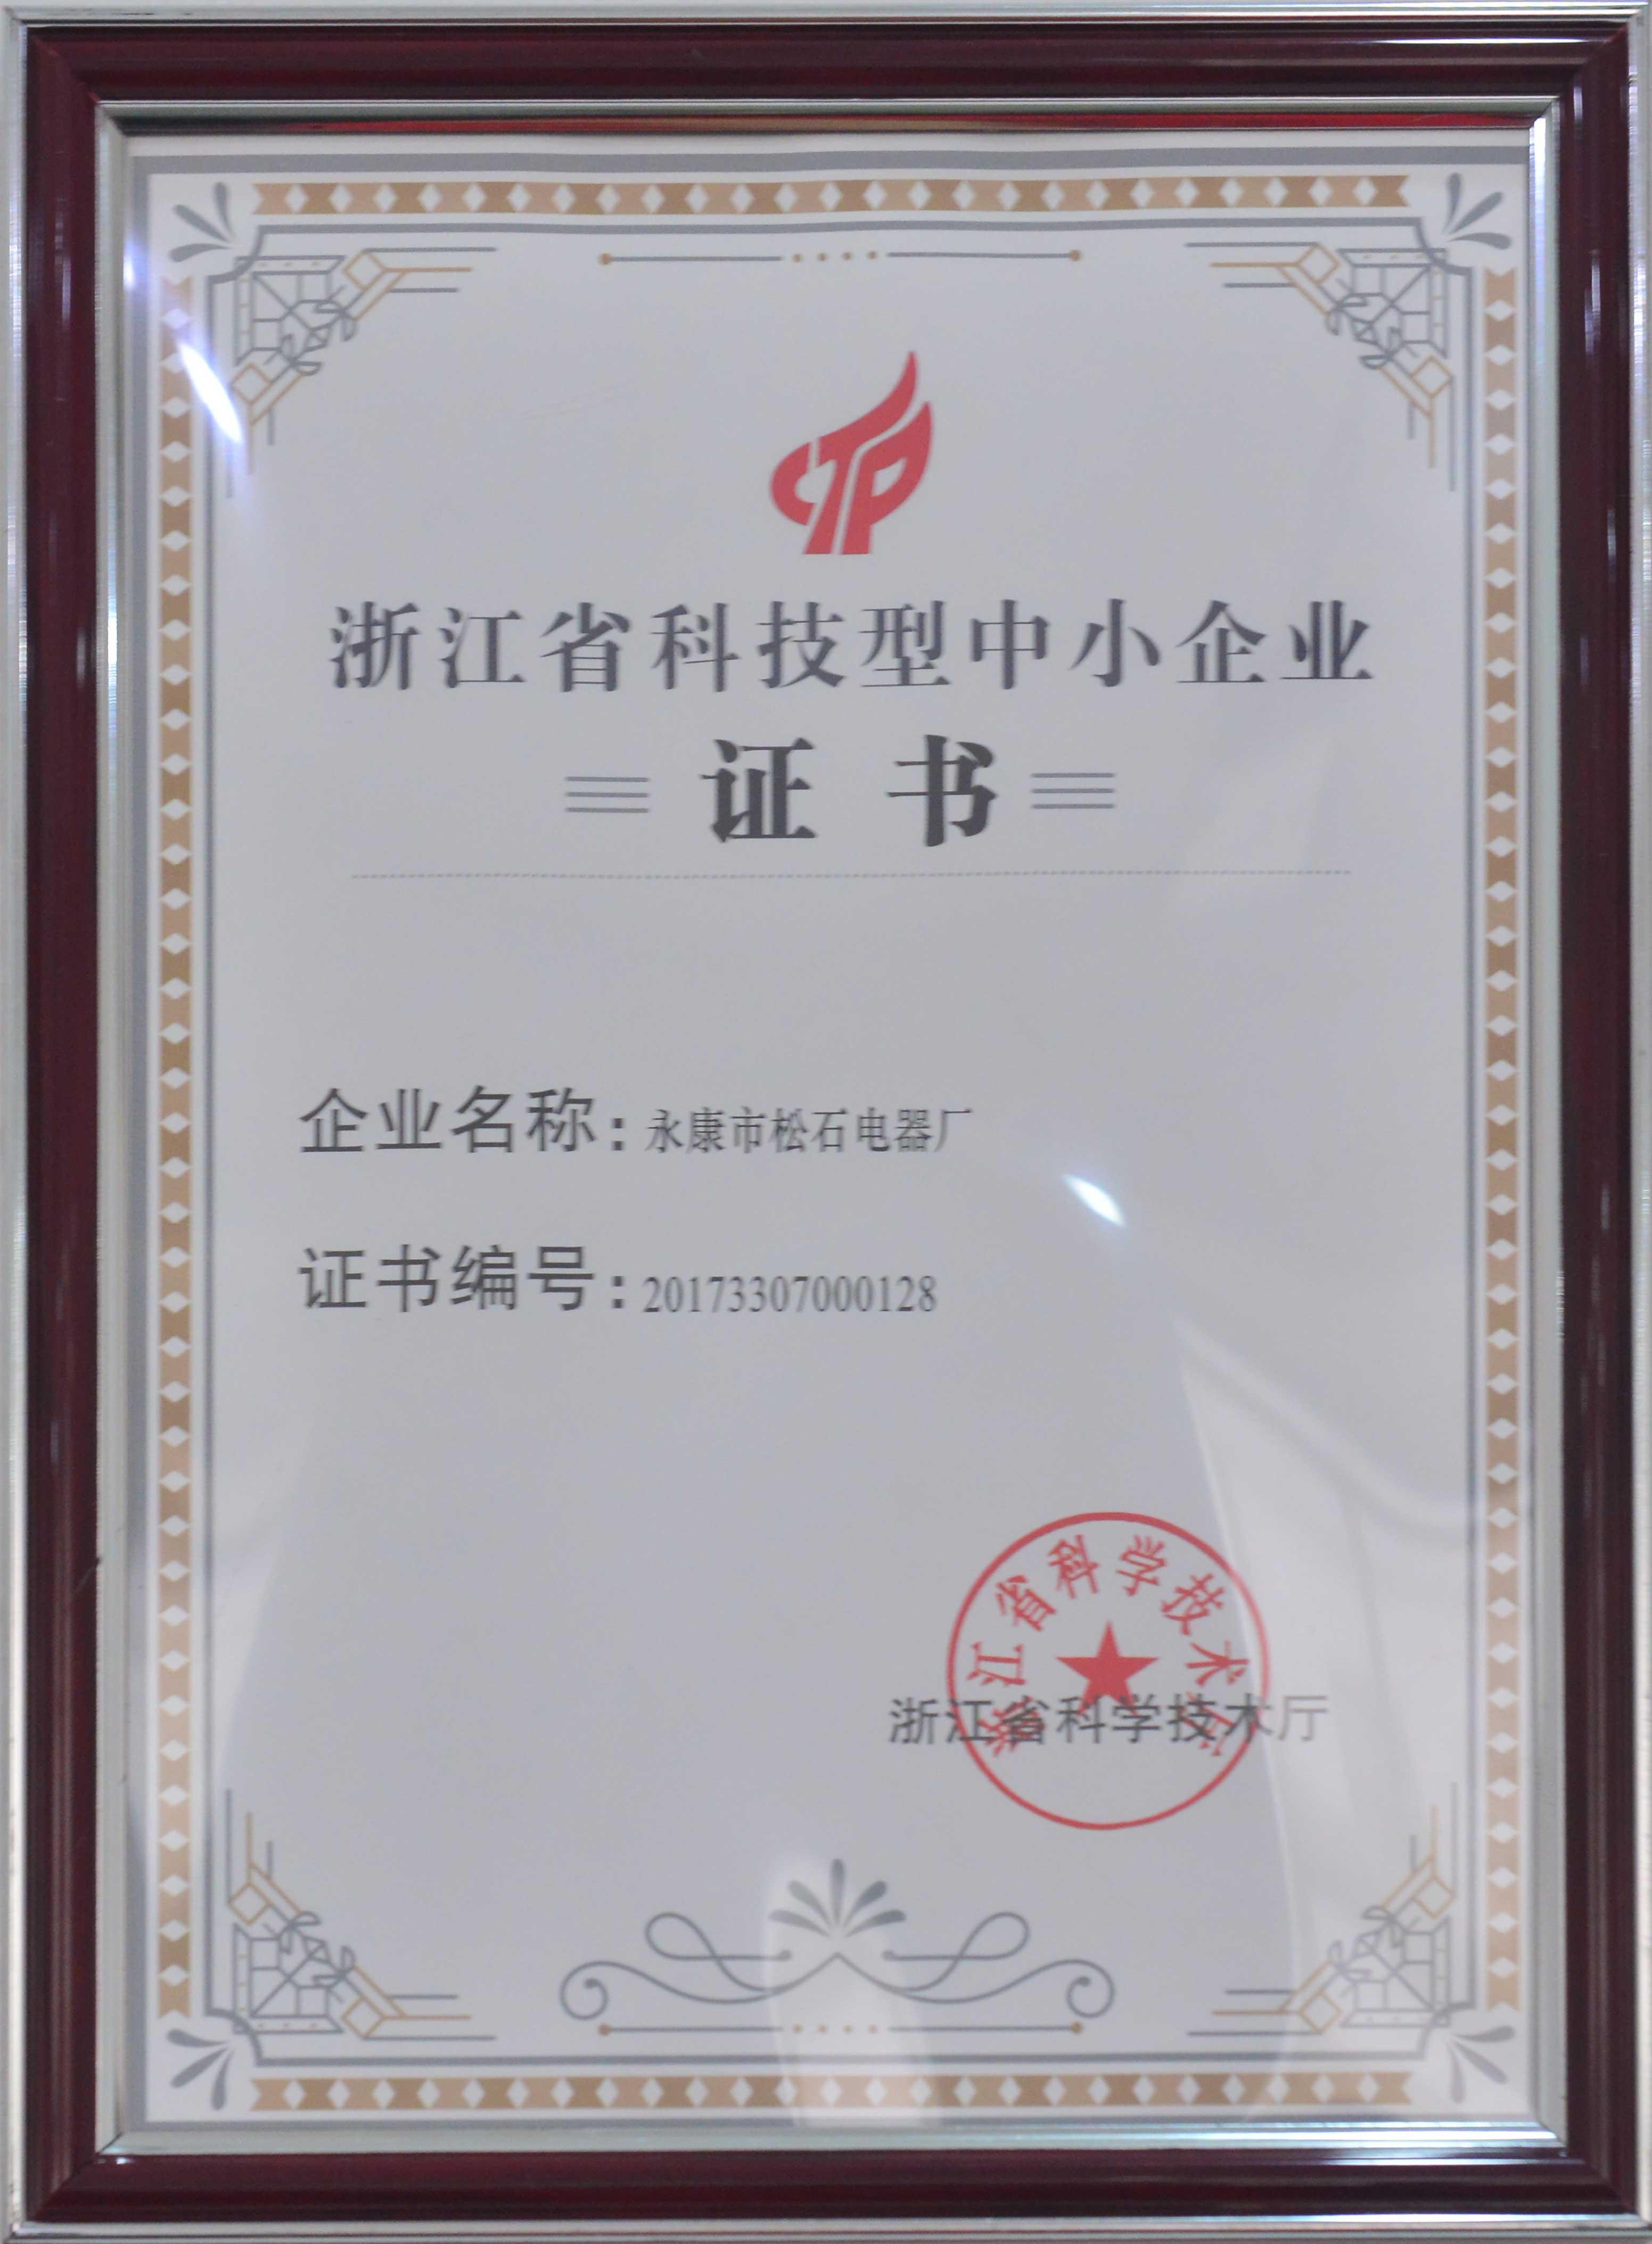 浙江省科技型中小企业
证书
企业名称：永康市松石电器厂
证书编号：20173307000128
浙江省科学技术厅
浙江省科学技术厅